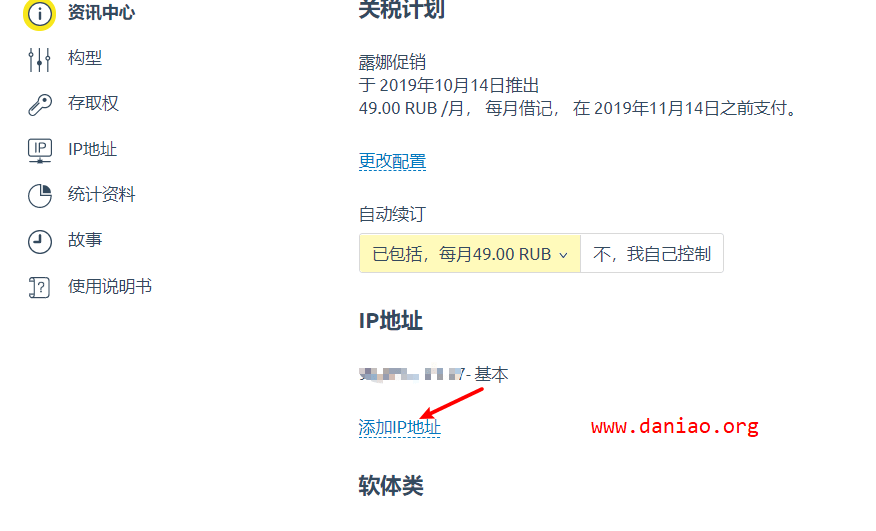 资讯中心
构型
存取权
IP
IP地址
统计资料
故事
使用说明书
关税计划
露娜促销
于 2019年10月14日推出
49.00 RUB /月， 每月借记， 在 2019年11月14日之前支付。
更改配置
自动续订
已包括，每月49.00 RUB
不，我自己控制
IP地址
- 基本
添加IP地址
www.daniao.org
软体类